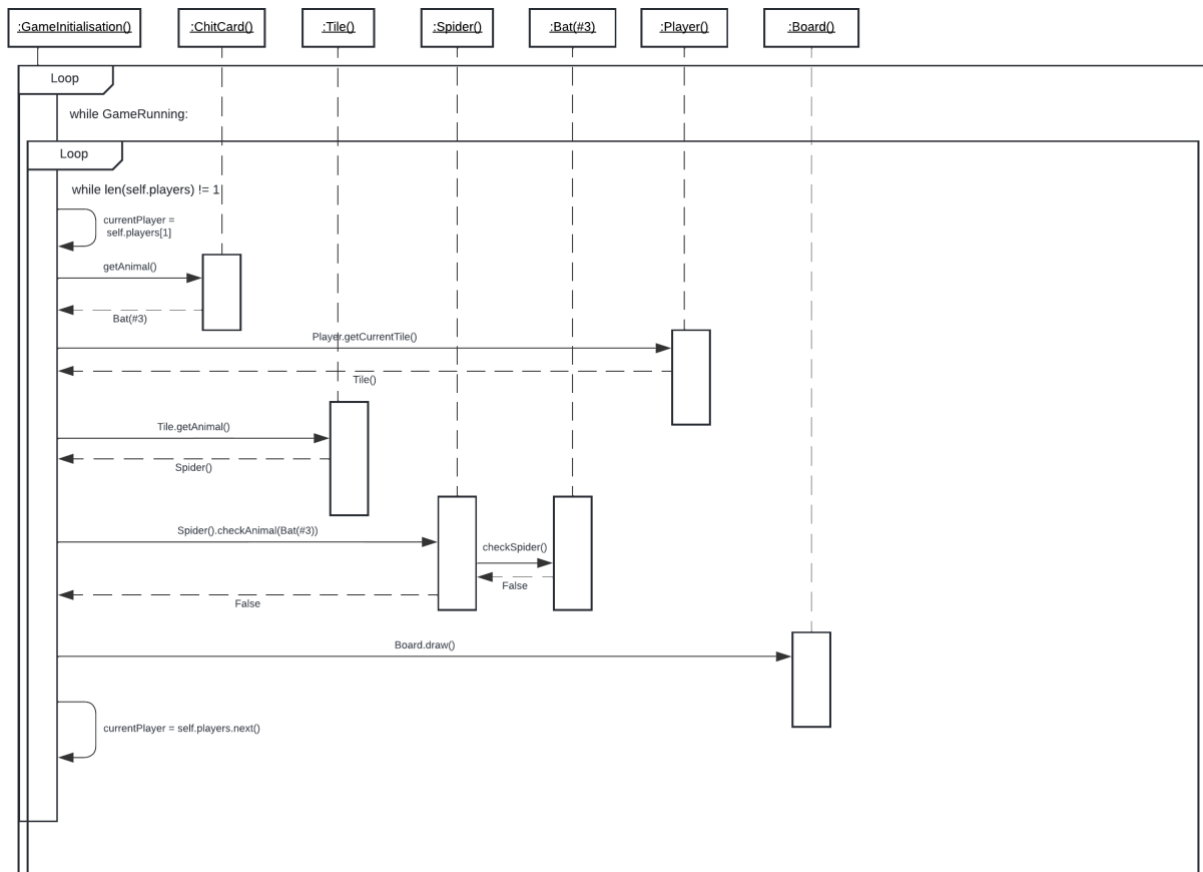 :GameInitialisation()
:ChitCard()
:Tile()
:Spider()
:Bat(#3)
:Player()
:Board()
Loop
while GameRunning:
Loop
while len(self.players) != 1
currentPlayer =
self.players[1]
getAnimal()
Bat(#3)
Player.getCurrentTile()
Tile()
Tile.getAnimal()
Spider()
Spider().checkAnimal(Bat(#3))
checkSpider()
False
False
Board.draw()
currentPlayer = self.players.next()